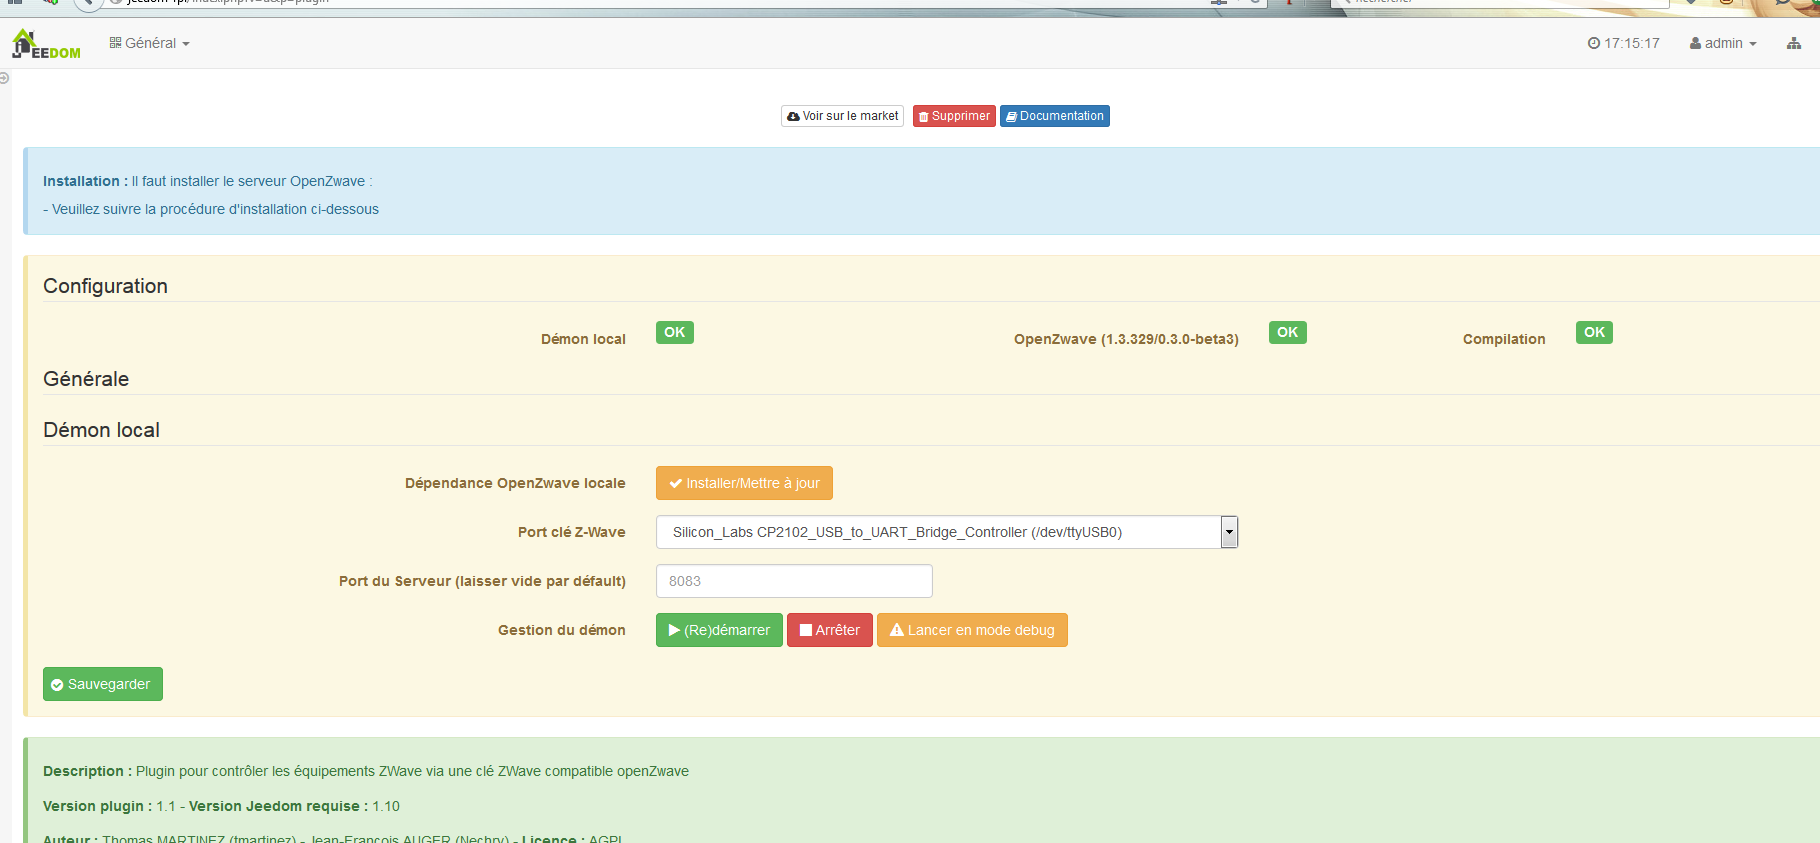 JEEDOM
Général
17:15:17
admin
Voir sur le market
Supprimer
Documentation
Installation : Il faut installer le serveur OpenZwave :
- Veuillez suivre la procédure d'installation ci-dessous
Configuration
Démon local OK OpenZwave (1.3.329/0.3.0-beta3) OK Compilation OK
Générale
Démon local
Dépendance OpenZwave locale Installer/Mettre à jour
Port clé Z-Wave Silicon_Labs CP2102_USB_to_UART_Bridge_Controller (/dev/ttyUSB0)
Port du Serveur (laisser vide par défault) 8083
Gestion du démon (Re)démarrer Arrêter Lancer en mode debug
Sauvegarder
Description : Plugin pour contrôler les équipements ZWave via une clé ZWave compatible openZwave
Version plugin : 1.1 - Version Jeedom requise : 1.10
Auteur : Thomas MARTINEZ (tmartinez) - Jean-François AUGER (Nechry) - Licence : AGPL